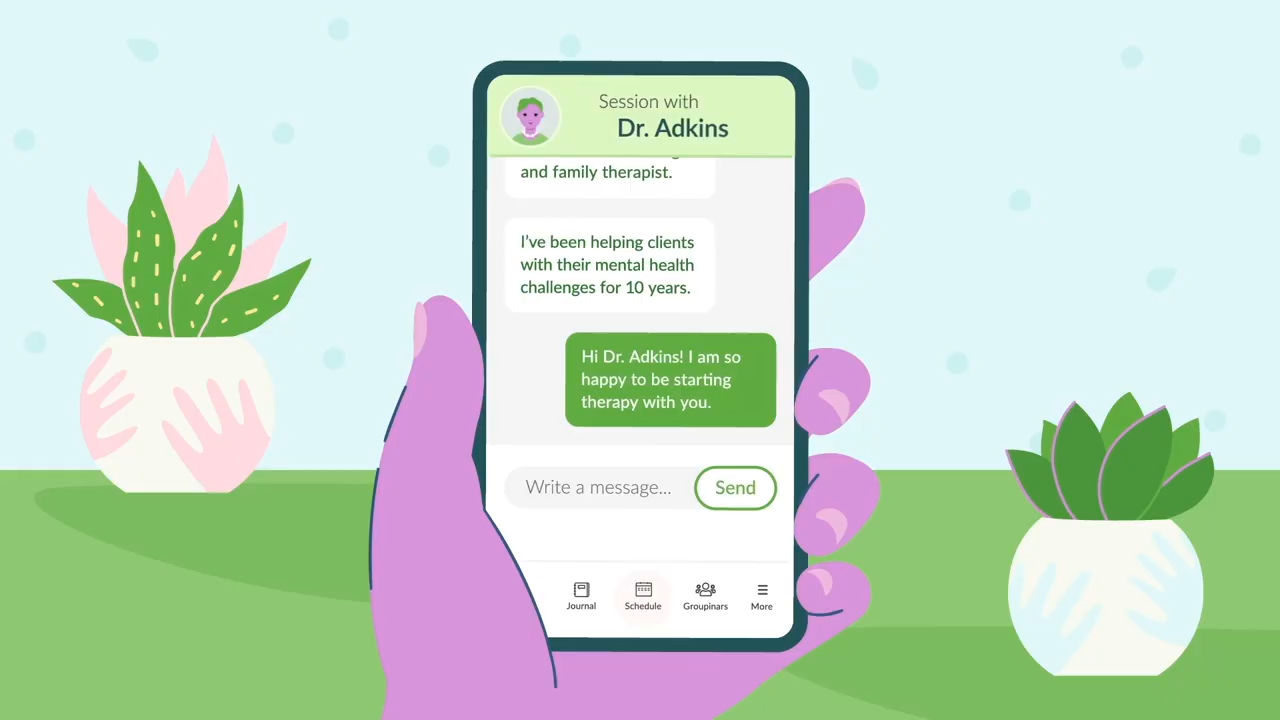 Session with
Dr. Adkins
and family therapist.
I've been helping clients
with their mental health
challenges for 10 years.
Hi Dr. Adkins! I am so
happy to be starting
therapy with you.
Write a message... Send
Journal Schedule Groupinars More